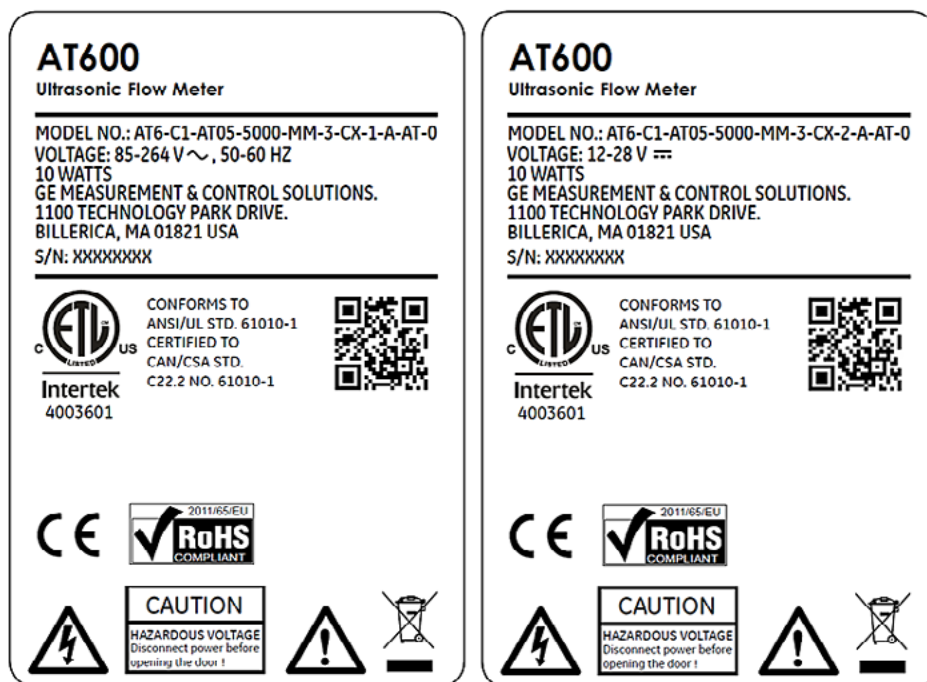 AT600
Ultrasonic Flow Meter
MODEL NO.: AT6-C1-AT05-5000-MM-3-CX-1-A-AT-0
VOLTAGE: 85-264 V ∼, 50-60 HZ
10 WATTS
GE MEASUREMENT & CONTROL SOLUTIONS.
1100 TECHNOLOGY PARK DRIVE.
BILLERICA, MA 01821 USA
S/N: XXXXXXXX
ETL
CM
LISTED
C
US
Intertek
4003601
CONFORMS TO
ANSI/UL STD. 61010-1
CERTIFIED TO
CAN/CSA STD.
C22.2 NO. 61010-1
CE
2011/65/EU
RoHS
COMPLIANT
CAUTION
HAZARDOUS VOLTAGE
Disconnect power before
opening the door !
AT600
Ultrasonic Flow Meter
MODEL NO.: AT6-C1-AT05-5000-MM-3-CX-2-A-AT-0
VOLTAGE: 12-28 V ⎓
10 WATTS
GE MEASUREMENT & CONTROL SOLUTIONS.
1100 TECHNOLOGY PARK DRIVE.
BILLERICA, MA 01821 USA
S/N: XXXXXXXX
ETL
CM
LISTED
C
US
Intertek
4003601
CONFORMS TO
ANSI/UL STD. 61010-1
CERTIFIED TO
CAN/CSA STD.
C22.2 NO. 61010-1
CE
2011/65/EU
RoHS
COMPLIANT
CAUTION
HAZARDOUS VOLTAGE
Disconnect power before
opening the door !